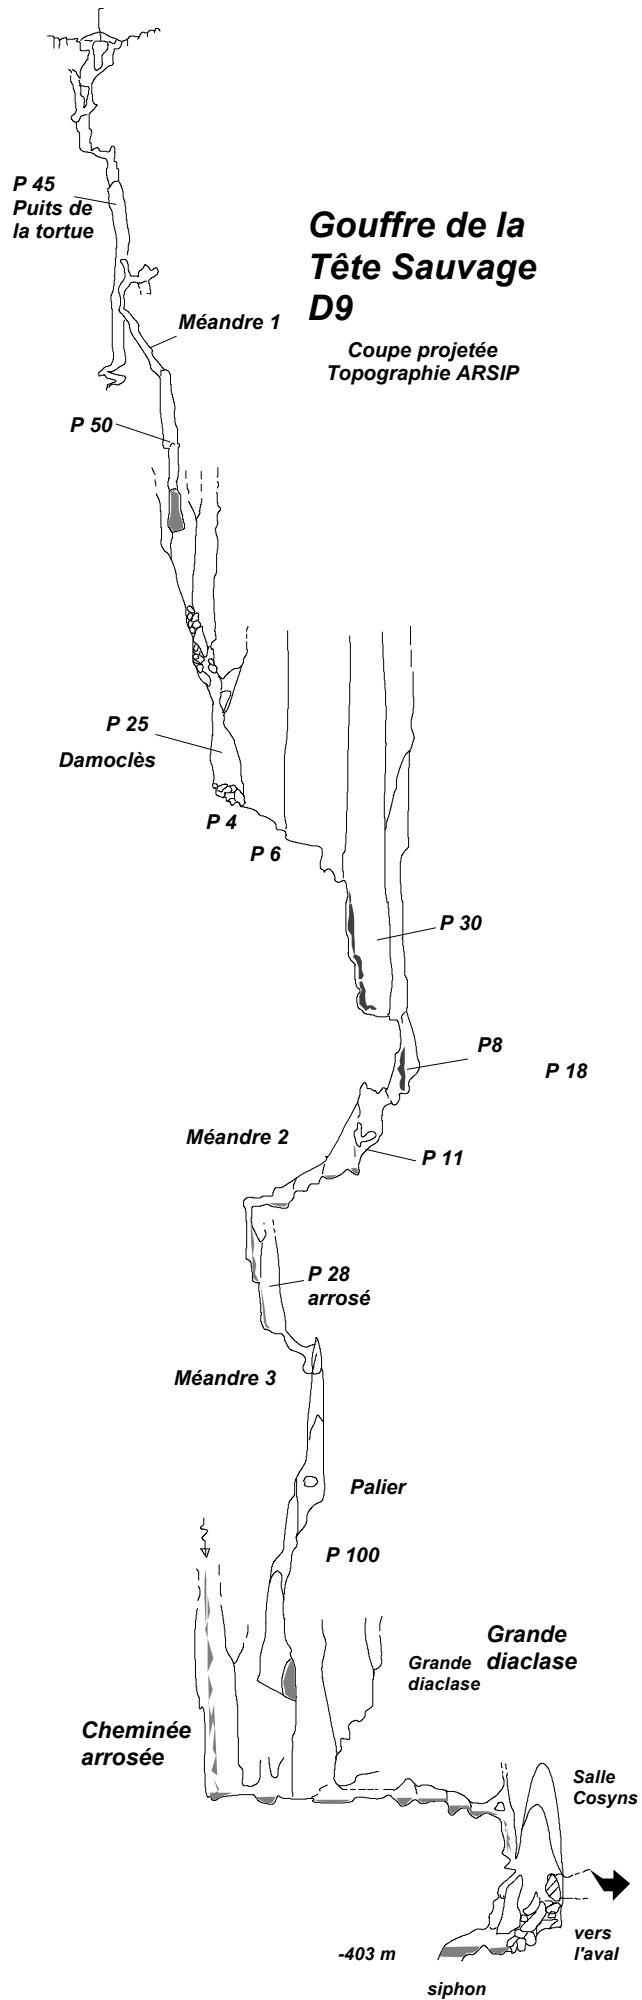 P 45
Puits de
la tortue
Gouffre de la
Tête Sauvage
D9
Méandre 1
Coupe projetée
Topographie ARSIP
P 50
P 25
Damoclès
P 4
P 6
P 30
P8
P 18
Méandre 2
P 11
P 28
arrosé
Méandre 3
Palier
P 100
Grande
diaclase
Grande
diaclase
Cheminée
arrosée
Salle
Cosyns
vers
l'aval
-403 m
siphon